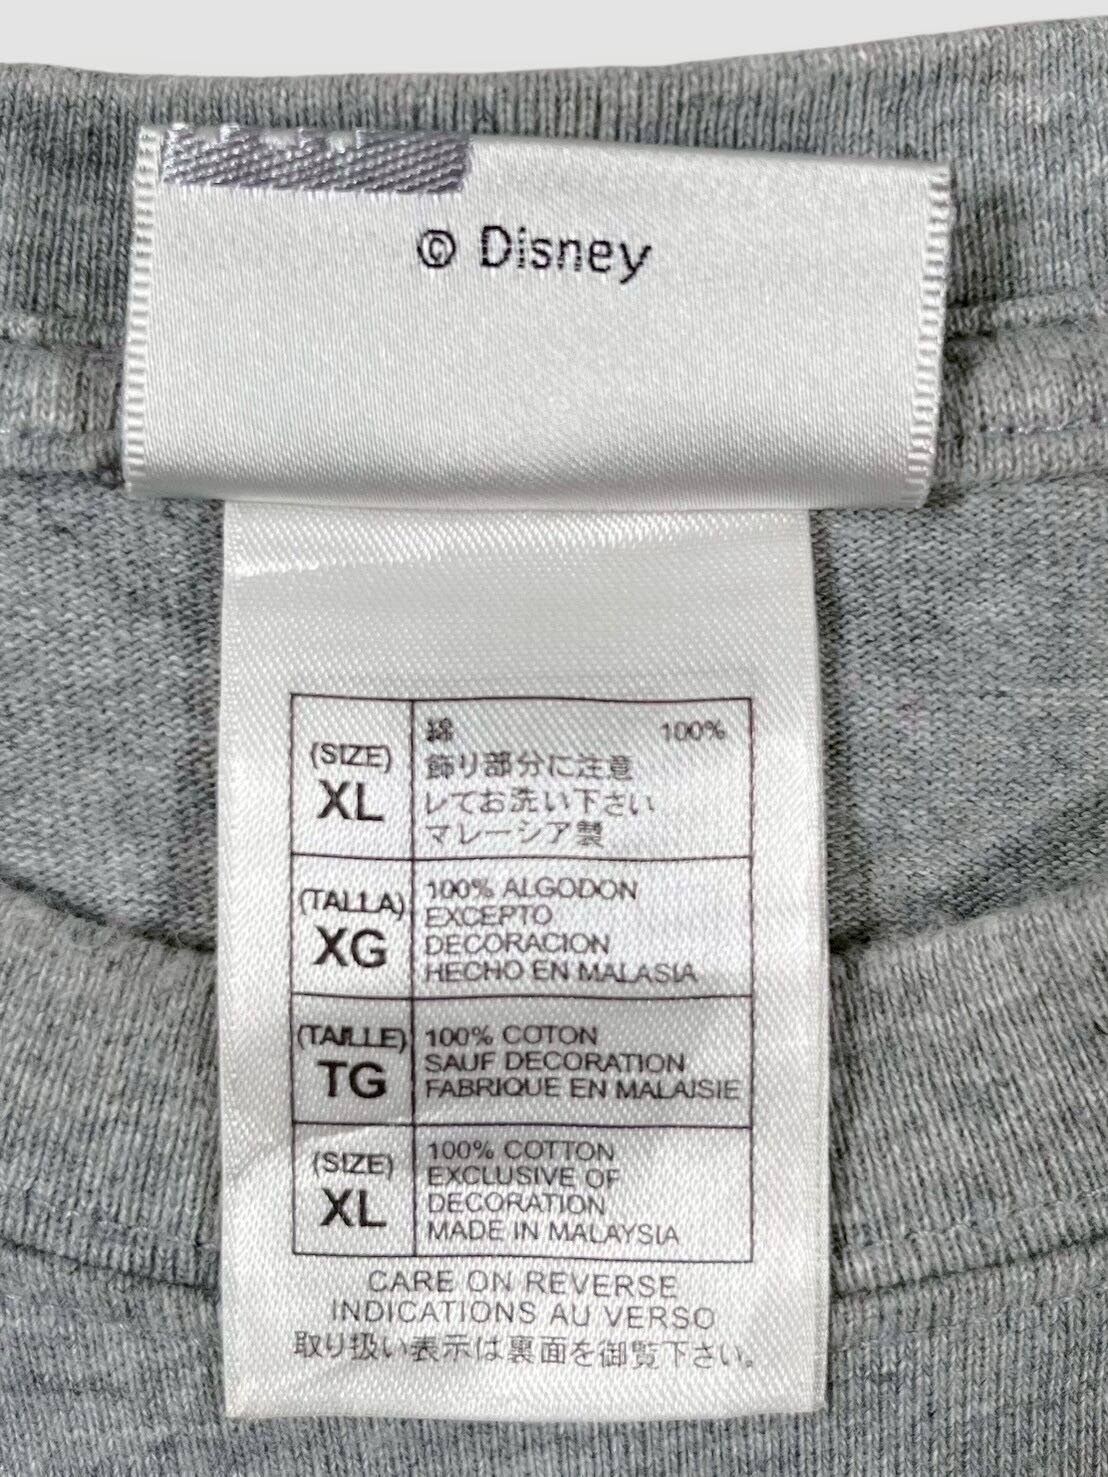 © Disney
(SIZE)
XL
綿 100%
飾り部分に注意
してお洗い下さい
マレーシア製
(TALLA)
XG
100% ALGODON
EXCEPTO
DECORACION
HECHO EN MALASIA
(TAILLE)
TG
100% COTON
SAUF DECORATION
FABRIQUE EN MALAISIE
(SIZE)
XL
100% COTTON
EXCLUSIVE OF
DECORATION
MADE IN MALAYSIA
CARE ON REVERSE
INDICATIONS AU VERSO
取り扱い表示は裏面を御覧下さい。